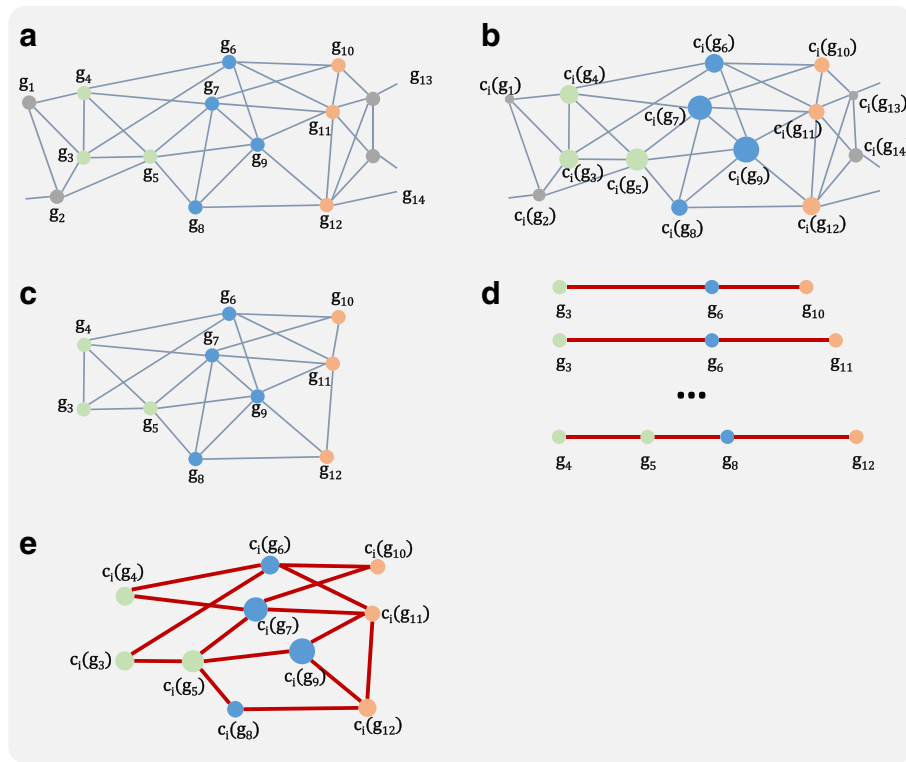 a
g₁
g₄
g₆
g₁₀
g₁₃
g₇
g₁₁
g₃
g₅
g₉
g₂
g₈
g₁₂
g₁₄
b
cᵢ(g₁)
cᵢ(g₄)
cᵢ(g₆)
cᵢ(g₁₀)
cᵢ(g₁₃)
cᵢ(g₇)
cᵢ(g₁₁)
cᵢ(g₁₄
cᵢ(g₃)
cᵢ(g₅)
cᵢ(g₉)
cᵢ(g₂)
cᵢ(g₈)
cᵢ(g₁₂)
c
g₄
g₆
g₁₀
g₇
g₁₁
g₃
g₅
g₉
g₈
g₁₂
d
g₃ g₆ g₁₀
g₃ g₆ g₁₁
...
g₄ g₅ g₈ g₁₂
e
cᵢ(g₄)
cᵢ(g₆)
cᵢ(g₁₀)
cᵢ(g₇)
cᵢ(g₁₁)
cᵢ(g₃)
cᵢ(g₅)
cᵢ(g₉)
cᵢ(g₈)
cᵢ(g₁₂)